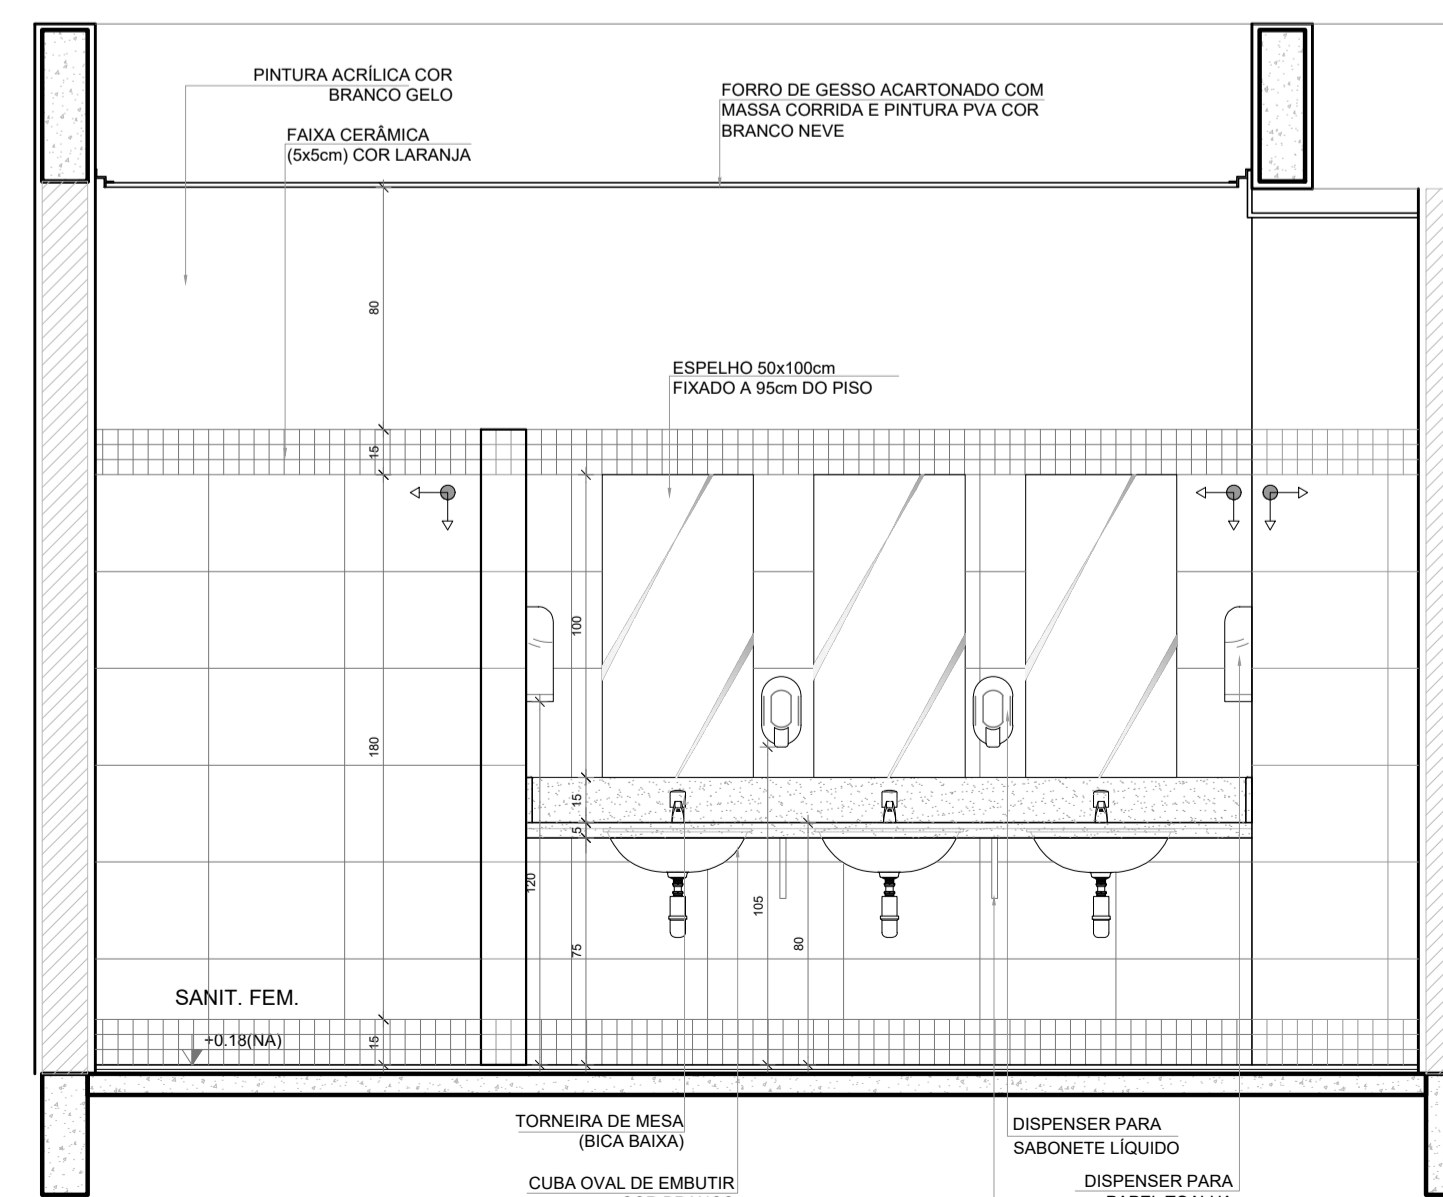 PINTURA ACRÍLICA COR
BRANCO GELO
FAIXA CERÂMICA
(5x5cm) COR LARANJA
FORRO DE GESSO ACARTONADO COM
MASSA CORRIDA E PINTURA PVA COR
BRANCO NEVE
80
ESPELHO 50x100cm
FIXADO A 95cm DO PISO
15
100
180
15
5
120
105
80
75
SANIT. FEM.
+0.18(NA)
15
TORNEIRA DE MESA
(BICA BAIXA)
DISPENSER PARA
SABONETE LÍQUIDO
CUBA OVAL DE EMBUTIR
DISPENSER PARA